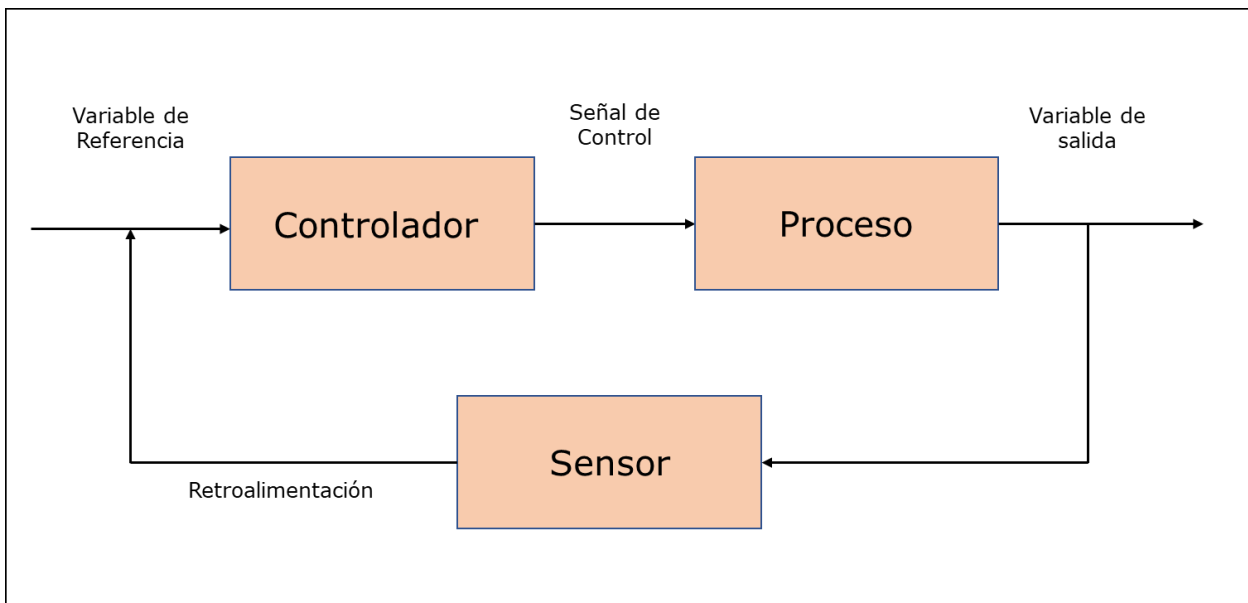 Variable de
Referencia
Señal de
Control
Variable de
salida
Controlador
Proceso
Sensor
Retroalimentación